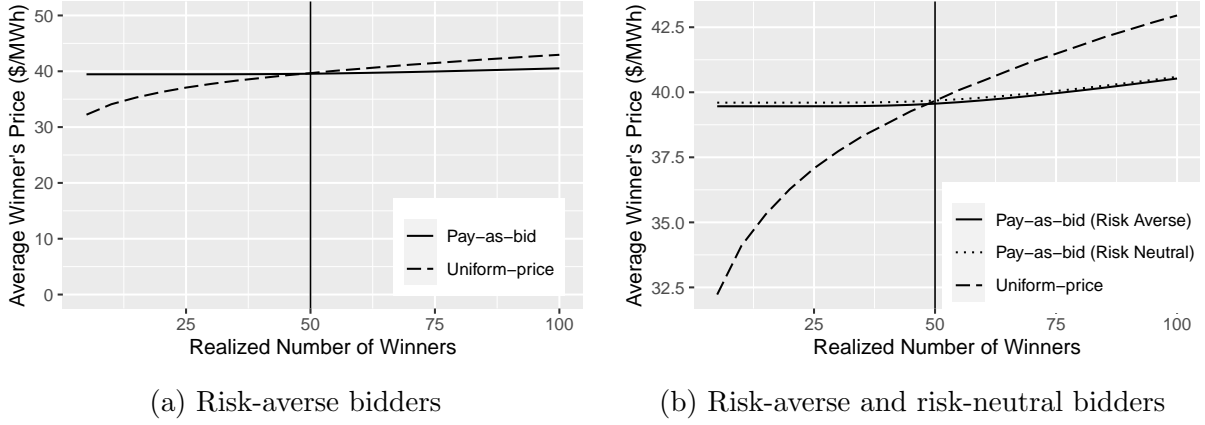 Average Winner's Price ($/MWh)
50
40
30
20
10
0
Pay−as−bid
Uniform−price
25
50
75
100
Realized Number of Winners
(a) Risk-averse bidders
Average Winner's Price ($/MWh)
42.5
40.0
37.5
35.0
32.5
Pay−as−bid (Risk Averse)
Pay−as−bid (Risk Neutral)
Uniform−price
25
50
75
100
Realized Number of Winners
(b) Risk-averse and risk-neutral bidders